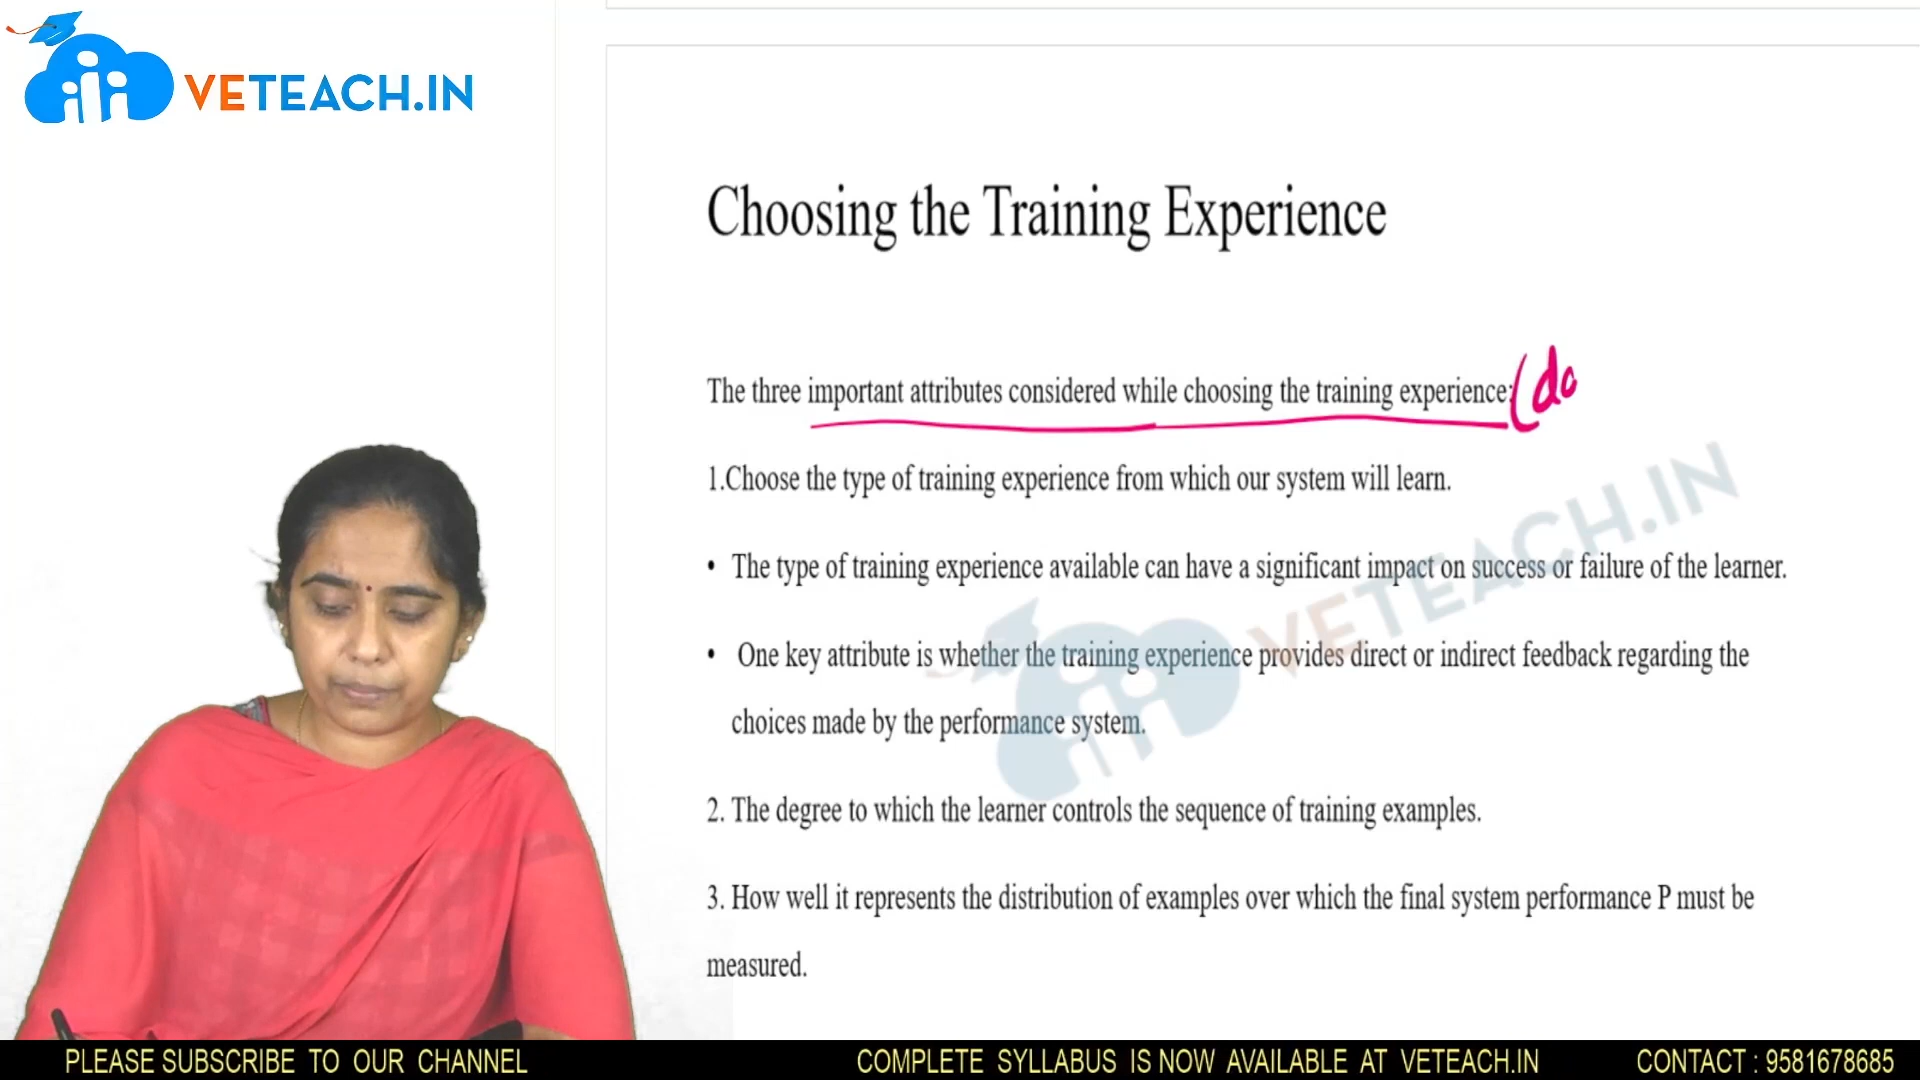 VETEACH.IN
Choosing the Training Experience
The three important attributes considered while choosing the training experience: (da
1.Choose the type of training experience from which our system will learn.
• The type of training experience available can have a significant impact on success or failure of the learner.
• One key attribute is whether the training experience provides direct or indirect feedback regarding the
choices made by the performance system.
2. The degree to which the learner controls the sequence of training examples.
3. How well it represents the distribution of examples over which the final system performance P must be
measured.
VETEACH.IN
PLEASE SUBSCRIBE TO OUR CHANNEL
COMPLETE SYLLABUS IS NOW AVAILABLE AT VETEACH.IN
CONTACT : 9581678685